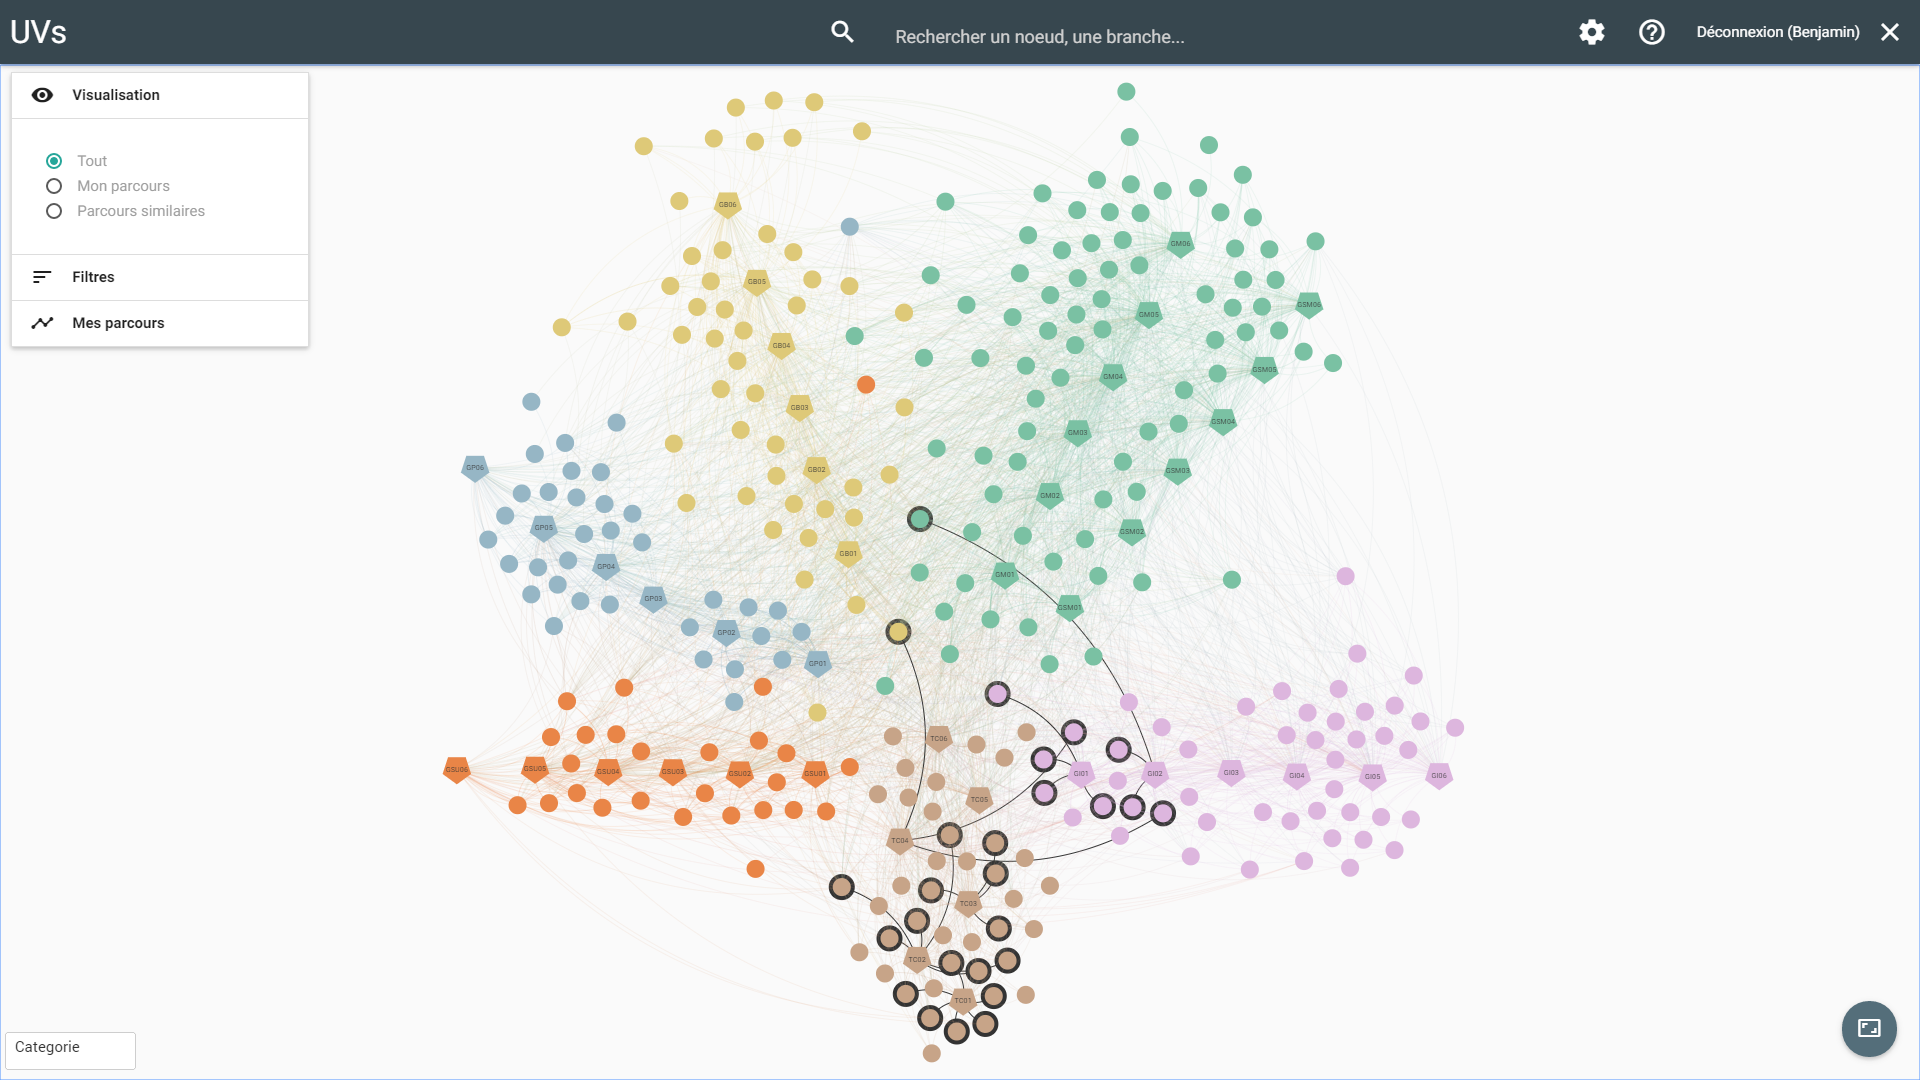 UVs
Rechercher un noeud, une branche...
Déconnexion (Benjamin)
Visualisation
Tout
Mon parcours
Parcours similaires
Filtres
Mes parcours
GB06
GM06
GB05
GSM06
GM05
GB04
GSM05
GM04
GB03
GSM04
GM03
GP06
GB02
GSM03
GM02
GP05
GSM02
GB01
GP04
GM01
GP03
GSM01
GP02
GP01
TC06
GSU06
GSU05
GSU04
GSU03
GSU02
GSU01
GI01
GI02
GI03
GI04
GI05
GI06
TC05
TC04
TC03
TC02
TC01
Categorie